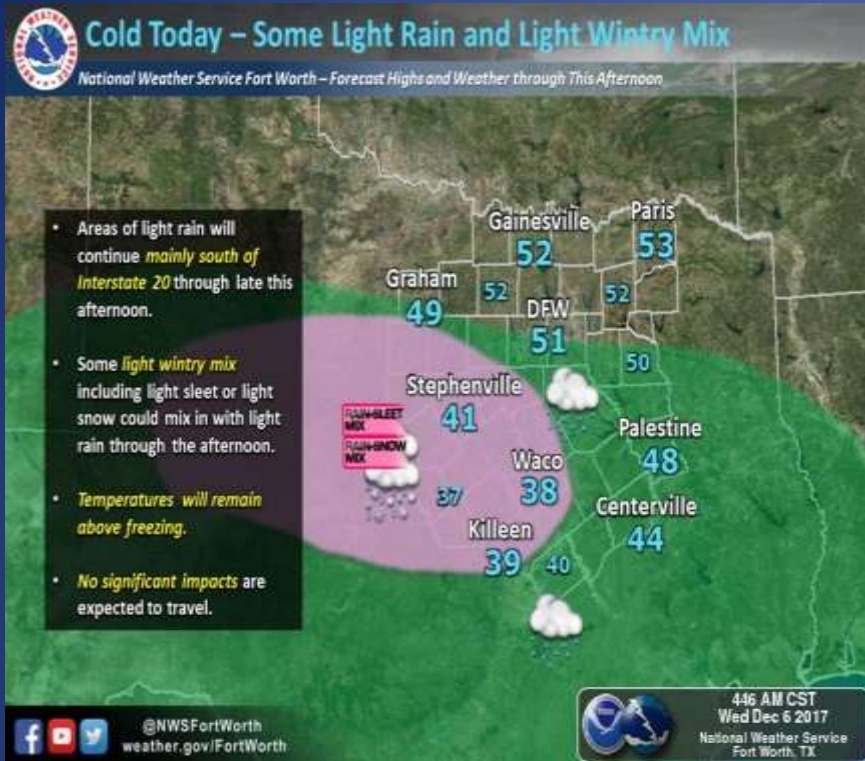 Cold Today – Some Light Rain and Light Wintry Mix
NATIONAL WEATHER SERVICE
National Weather Service Fort Worth – Forecast Highs and Weather through This Afternoon
• Areas of light rain will
continue mainly south of
Interstate 20 through late this
afternoon.
• Some light wintry mix
including light sleet or light
snow could mix in with light
rain through the afternoon.
• Temperatures will remain
above freezing.
• No significant impacts are
expected to travel.
Gainesville
52
Paris
53
Graham
49
52
52
DFW
51
50
Stephenville
41
RAIN-SLEET
MIX
RAIN-SNOW
MIX
Palestine
48
Waco
38
37
Centerville
44
Killeen
39
40
@NWSFortWorth
weather.gov/FortWorth
446 AM CST
Wed Dec 6 2017
National Weather Service
Fort Worth, TX